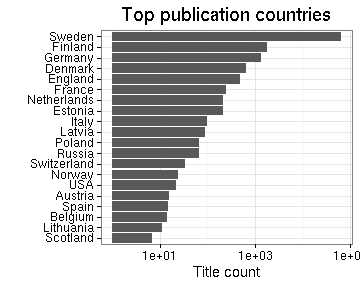 Top publication countries
Sweden
Finland
Germany
Denmark
England
France
Netherlands
Estonia
Italy
Latvia
Poland
Russia
Switzerland
Norway
USA
Austria
Spain
Belgium
Lithuania
Scotland
1e+01 1e+03 1e+0
Title count